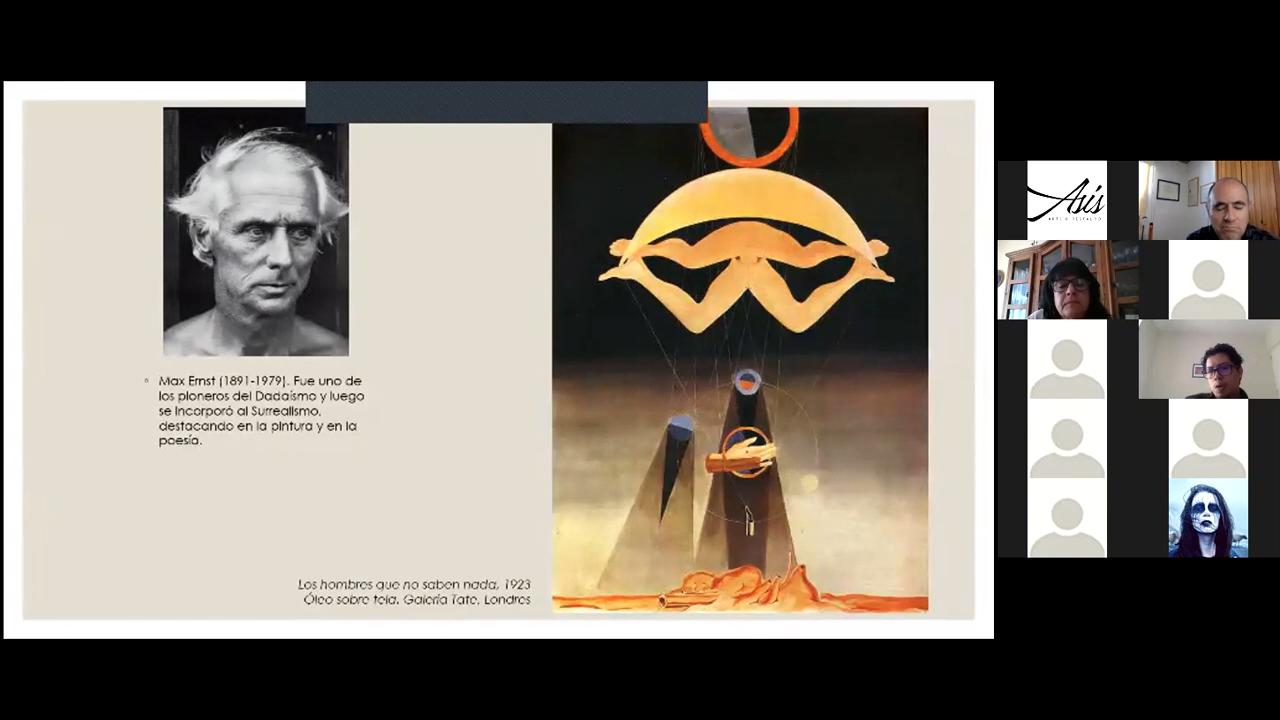 Max Ernst (1891-1979). Fue uno de
los pioneros del Dadaísmo y luego
se incorporó al Surrealismo,
destacando en la pintura y en la
poesía.
Los hombres que no saben nada, 1923
Óleo sobre tela. Galería Tate, Londres
Asís